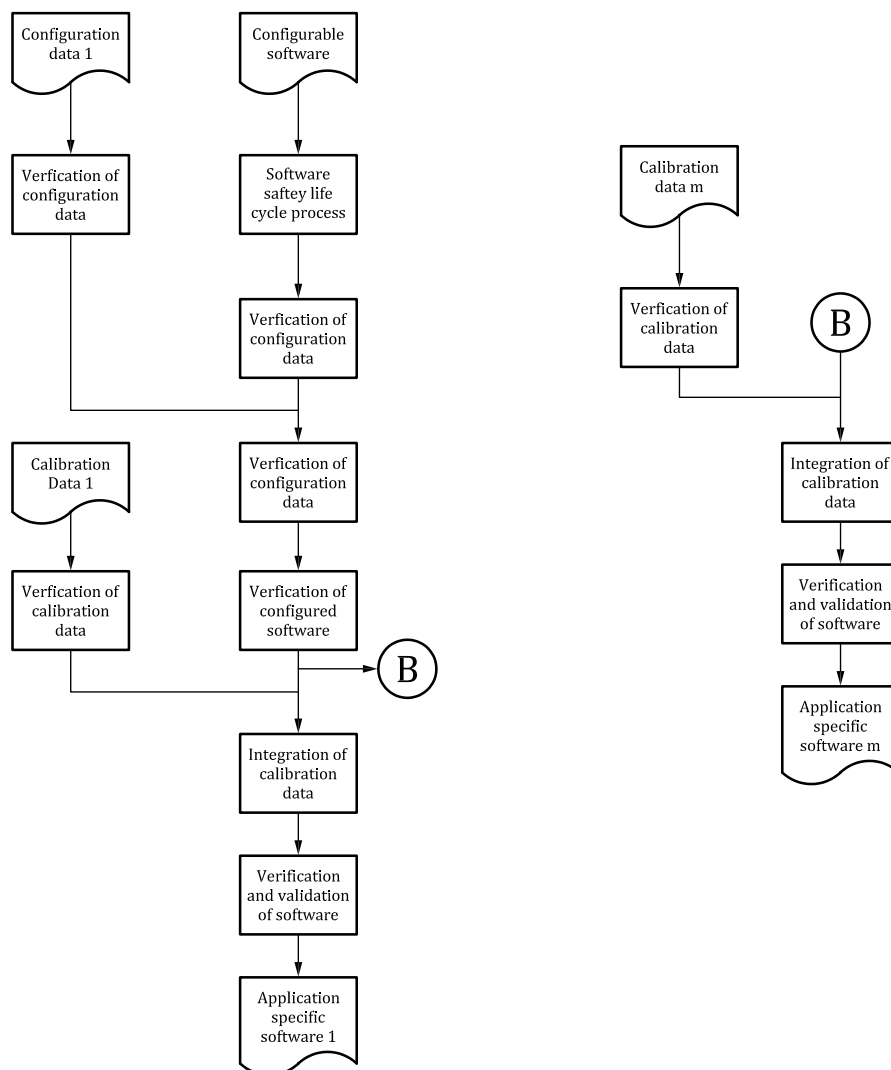 Configuration
data 1
Configurable
software
Verfication of
configuration
data
Software
saftey life
cycle process
Verfication of
configuration
data
Calibration
Data 1
Verfication of
configuration
data
Verfication of
calibration
data
Verfication of
configured
software
B
Integration of
calibration
data
Verification
and validation
of software
Application
specific
software 1
Calibration
data m
Verfication of
calibration
data
B
Integration of
calibration
data
Verification
and validation
of software
Application
specific
software m